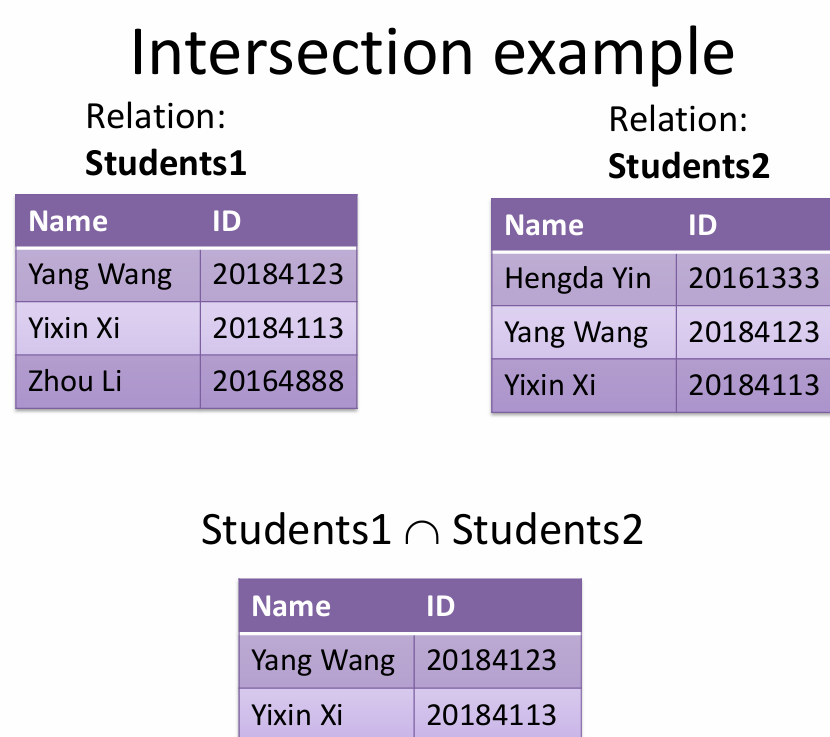 Intersection example
Relation:
Students1
Relation:
Students2
Name ID
Yang Wang 20184123
Yixin Xi 20184113
Zhou Li 20164888
Name ID
Hengda Yin 20161333
Yang Wang 20184123
Yixin Xi 20184113
Students1 ∩ Students2
Name ID
Yang Wang 20184123
Yixin Xi 20184113